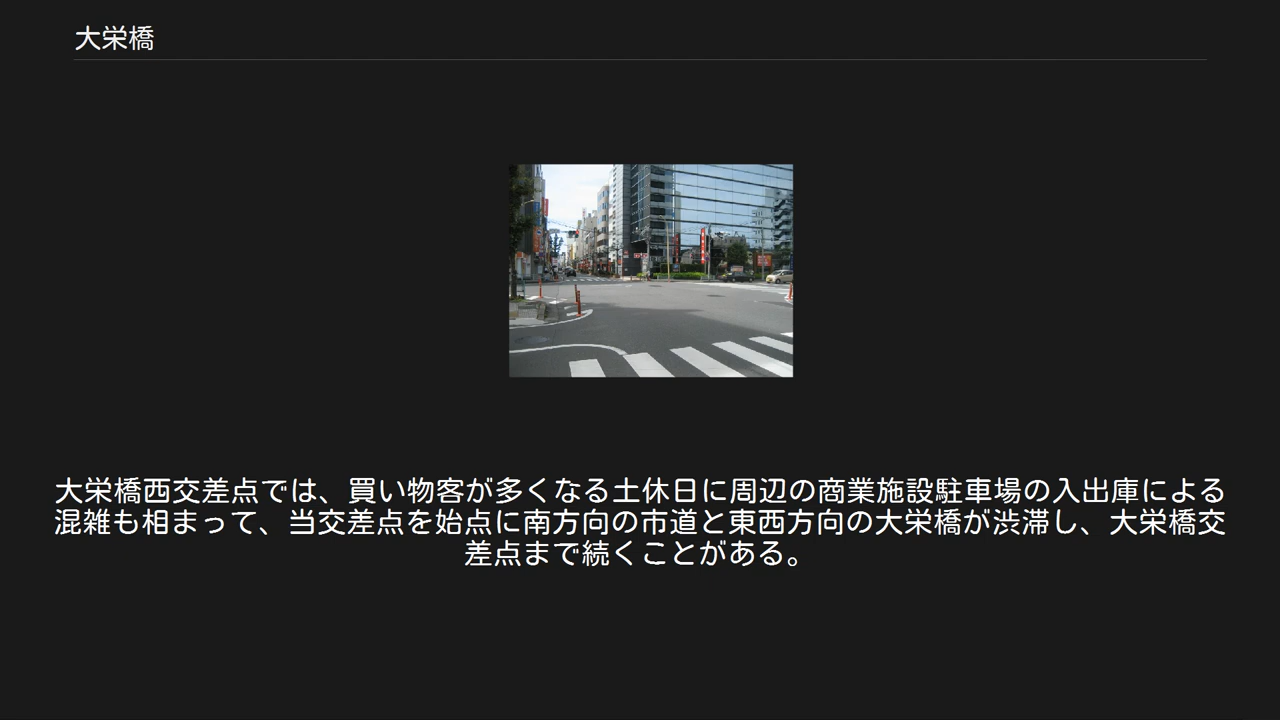 大栄橋
大栄橋西交差点では、買い物客が多くなる土休日に周辺の商業施設駐車場の入出庫による
混雑も相まって、当交差点を始点に南方向の市道と東西方向の大栄橋が渋滞し、大栄橋交
差点まで続くことがある。